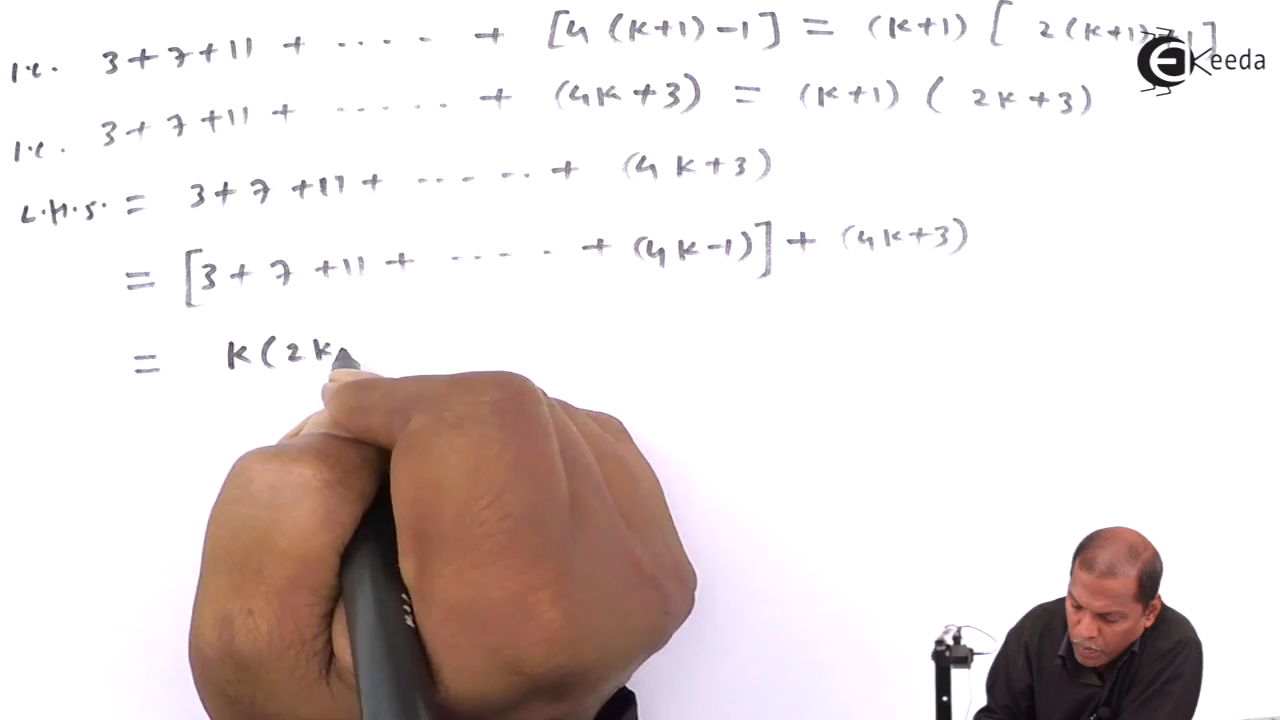 i.e. 3+7+11 + ..... + [4(k+1)-1] = (k+1) [ 2(k+1)+1]
i.e. 3+7+11 + ...... + (4k+3) = (k+1) ( 2k+3)
L.H.S. = 3+7+11+ ...... + (4k+3)
= [3+7+11+ ..... + (4k-1)] + (4k+3)
= k(2k
Ekeeda